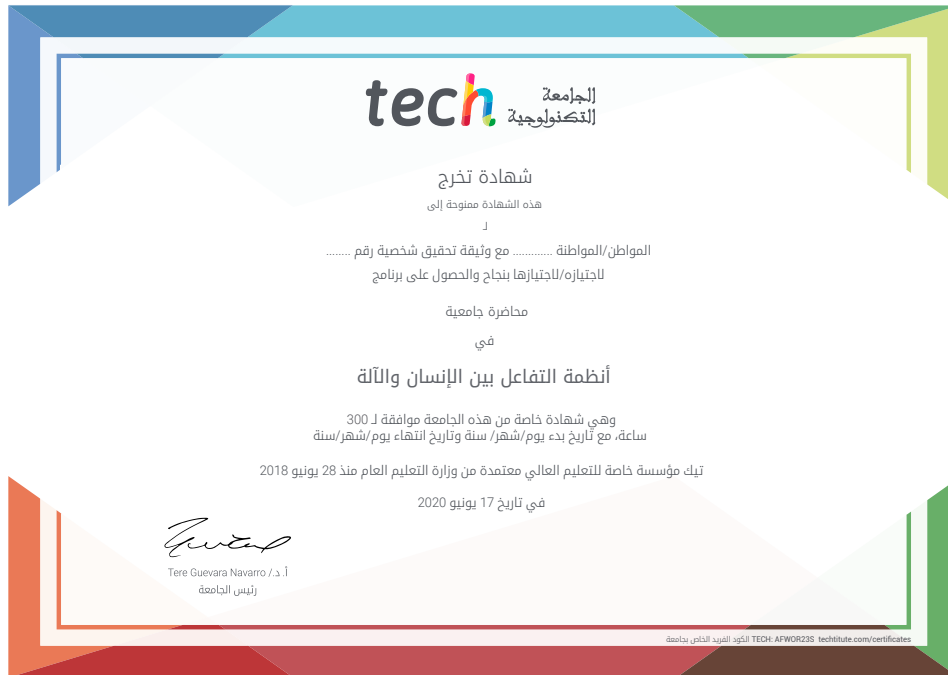 tech الجامعة
التكنولوجية
شهادة تخرج
هذه الشهادة ممنوحة إلى
لـ
المواطن/المواطنة ............ مع وثيقة تحقيق شخصية رقم ........
لاجتيازه/لاجتيازها بنجاح والحصول على برنامج
محاضرة جامعية
في
أنظمة التفاعل بين الإنسان والآلة
وهي شهادة خاصة من هذه الجامعة موافقة لـ 300
ساعة، مع تاريخ بدء يوم/شهر/ سنة وتاريخ انتهاء يوم/شهر/سنة
تيك مؤسسة خاصة للتعليم العالي معتمدة من وزارة التعليم العام منذ 28 يونيو 2018
في تاريخ 17 يونيو 2020
أ. د./ Tere Guevara Navarro
رئيس الجامعة
الكود الفريد الخاص بجامعة TECH: AFWOR23S techtitute.com/certificates